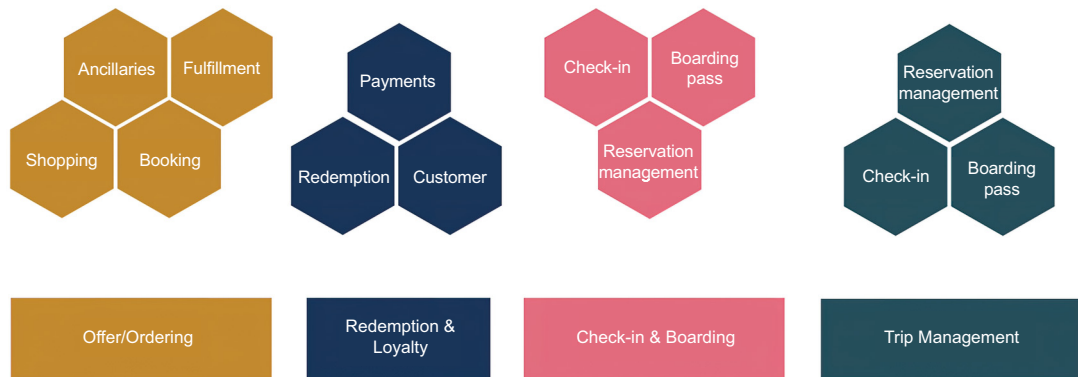 Ancillaries
Fulfillment
Shopping
Booking
Payments
Redemption
Customer
Check-in
Boarding
pass
Reservation
management
Reservation
management
Check-in
Boarding
pass
Offer/Ordering
Redemption &
Loyalty
Check-in & Boarding
Trip Management